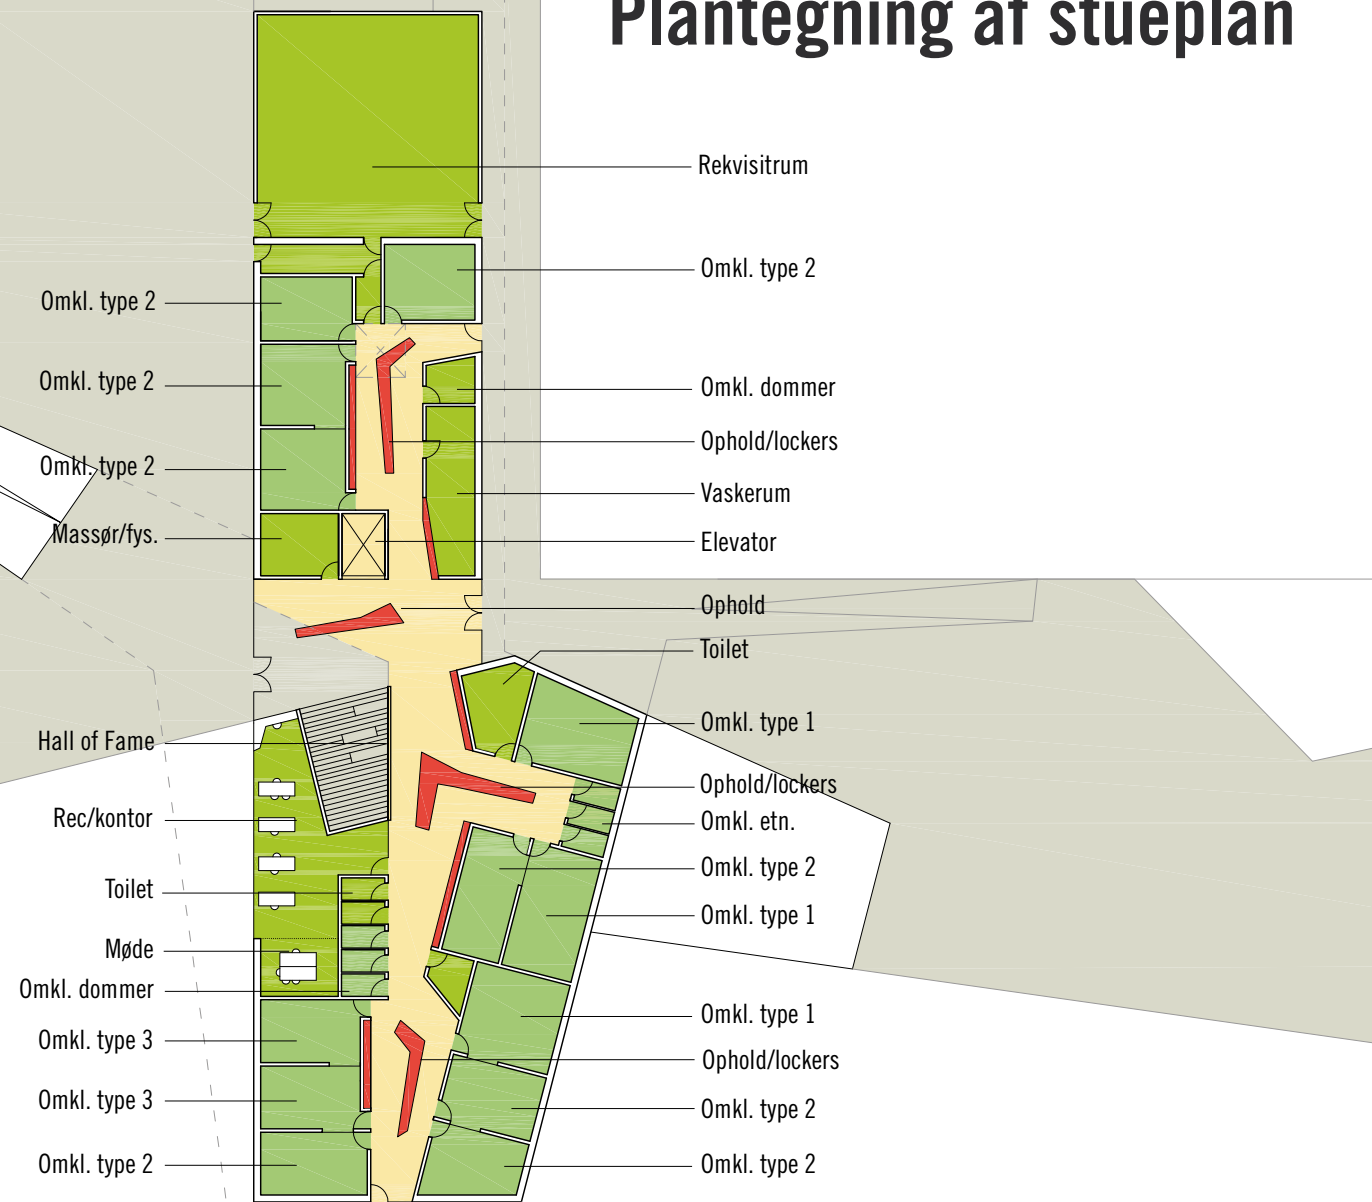 Plantegning af stueplan
Rekvisitrum
Omkl. type 2
Omkl. type 2
Omkl. type 2
Omkl. dommer
Ophold/lockers
Omkl. type 2
Vaskerum
Massør/fys.
Elevator
Ophold
Toilet
Omkl. type 1
Hall of Fame
Ophold/lockers
Rec/kontor
Omkl. etn.
Omkl. type 2
Toilet
Omkl. type 1
Møde
Omkl. dommer
Omkl. type 1
Omkl. type 3
Ophold/lockers
Omkl. type 3
Omkl. type 2
Omkl. type 2
Omkl. type 2